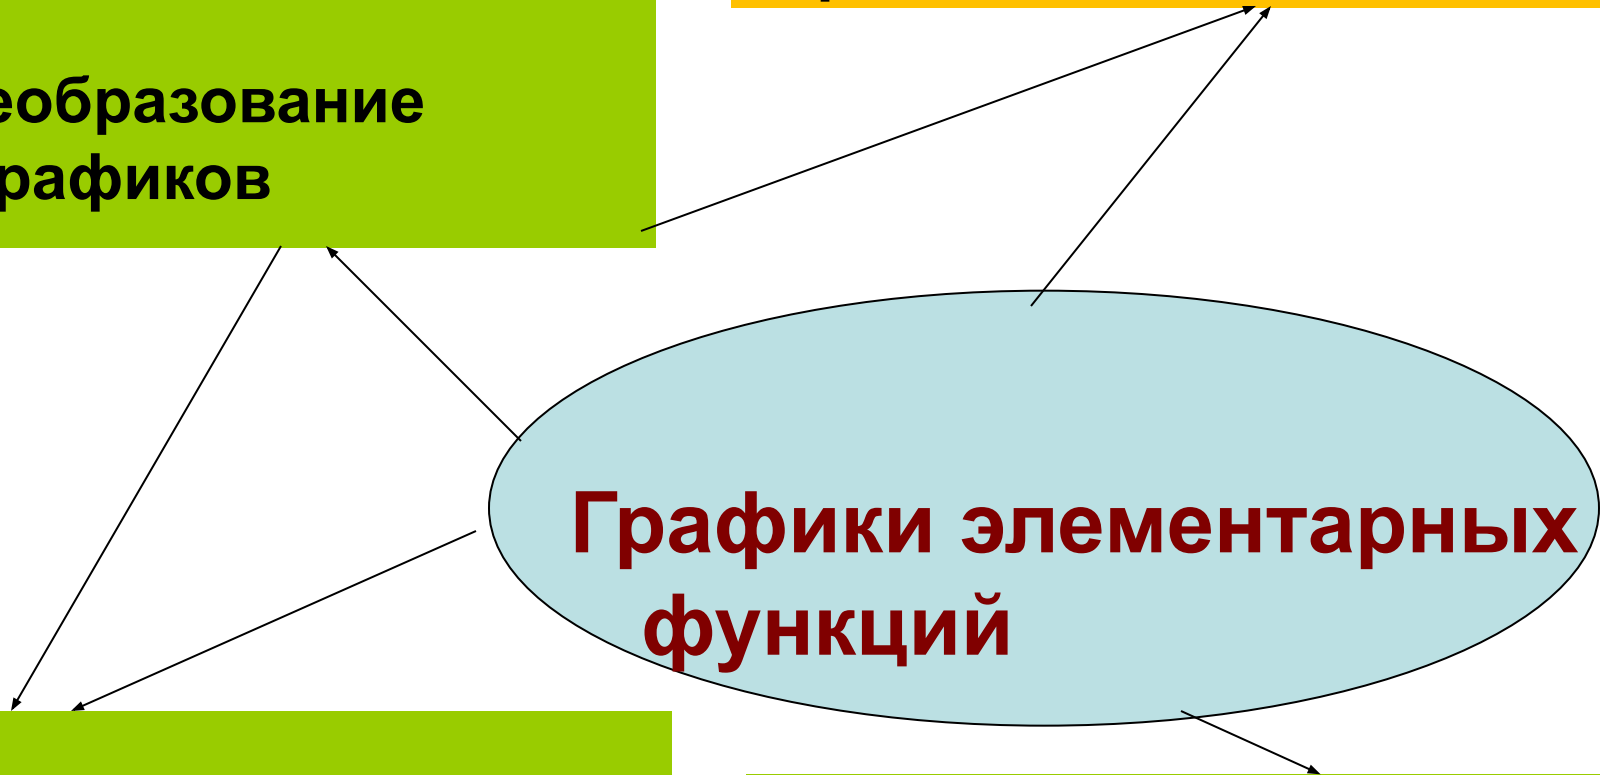 еобразование
рафиков
Графики элементарных
функций